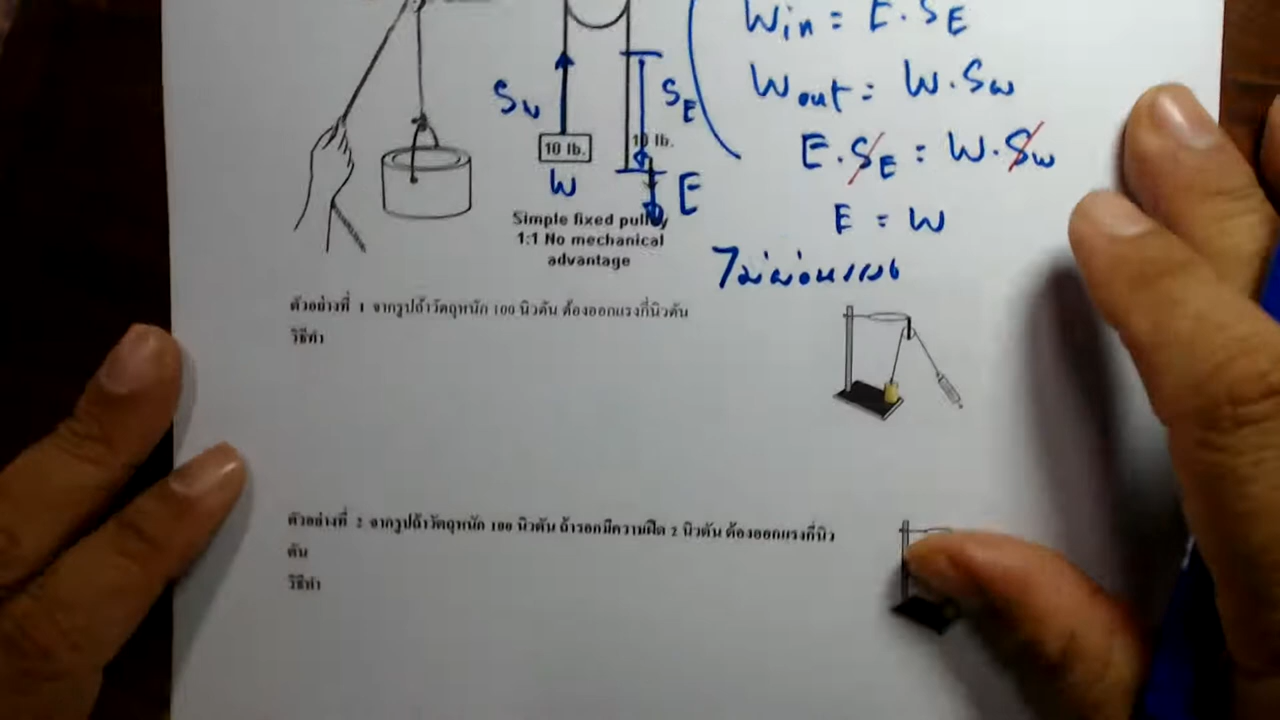 Win = E.SE
Wout = W.Sw
SE
10 lb.
10 lb.
E.SE = W.Sw
W
E
E = W
Simple fixed pulley
1:1 No mechanical
advantage
ไม่ผ่อนแรง
ตัวอย่างที่ 1 จากรูปถ้าวัตถุหนัก 100 นิวตัน ต้องออกแรงกี่นิวตัน
วิธีทำ
ตัวอย่างที่ 2 จากรูปถ้าวัตถุหนัก 100 นิวตัน ถ้ารอกมีความฝืด 2 นิวตัน ต้องออกแรงกี่นิว
ตัน
วิธีทำ